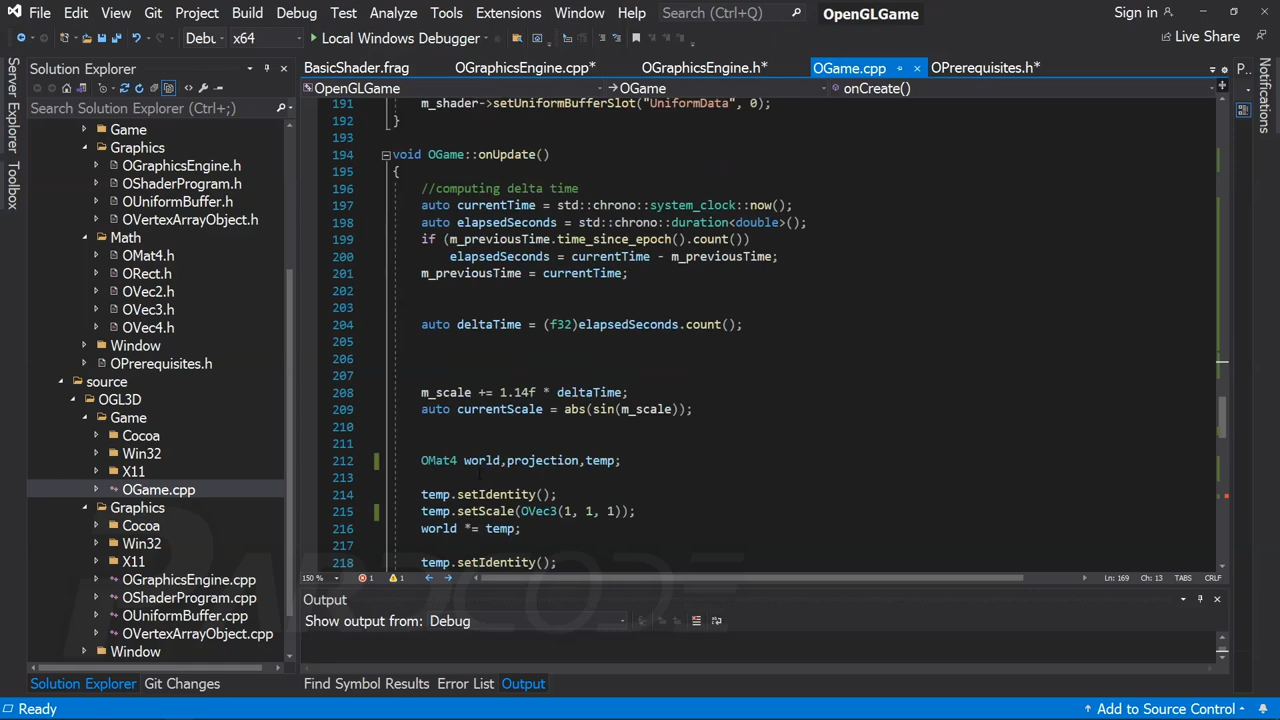 File Edit View Git Project Build Debug Test Analyze Tools Extensions Window Help Search (Ctrl+Q) OpenGLGame Sign in
Debu x64 Local Windows Debugger Live Share
Server Explorer
Toolbox
Solution Explorer
Search Solution Explorer (Ctrl+;)
Game
Graphics
OGraphicsEngine.h
OShaderProgram.h
OUniformBuffer.h
OVertexArrayObject.h
Math
OMat4.h
ORect.h
OVec2.h
OVec3.h
OVec4.h
Window
OPrerequisites.h
source
OGL3D
Game
Cocoa
Win32
X11
OGame.cpp
Graphics
Cocoa
Win32
X11
OGraphicsEngine.cpp
OShaderProgram.cpp
OUniformBuffer.cpp
OVertexArrayObject.cpp
Window
Solution Explorer Git Changes
BasicShader.frag OGraphicsEngine.cpp* OGraphicsEngine.h* OGame.cpp OPrerequisites.h*
OpenGLGame OGame onCreate()
191 m_shader->setUniformBufferSlot("UniformData", 0);
192 }
193
194 void OGame::onUpdate()
195 {
196 //computing delta time
197 auto currentTime = std::chrono::system_clock::now();
198 auto elapsedSeconds = std::chrono::duration<double>();
199 if (m_previousTime.time_since_epoch().count())
200 elapsedSeconds = currentTime - m_previousTime;
201 m_previousTime = currentTime;
202
203
204 auto deltaTime = (f32)elapsedSeconds.count();
205
206
207
208 m_scale += 1.14f * deltaTime;
209 auto currentScale = abs(sin(m_scale));
210
211
212 OMat4 world,projection,temp;
213
214 temp.setIdentity();
215 temp.setScale(OVec3(1, 1, 1));
216 world *= temp;
217
218 temp.setIdentity();
150 % 1 1 Ln: 169 Ch: 13 TABS CRLF
PARDCODE
Output
Show output from: Debug
Find Symbol Results Error List Output
P...
Notifications
Ready Add to Source Control